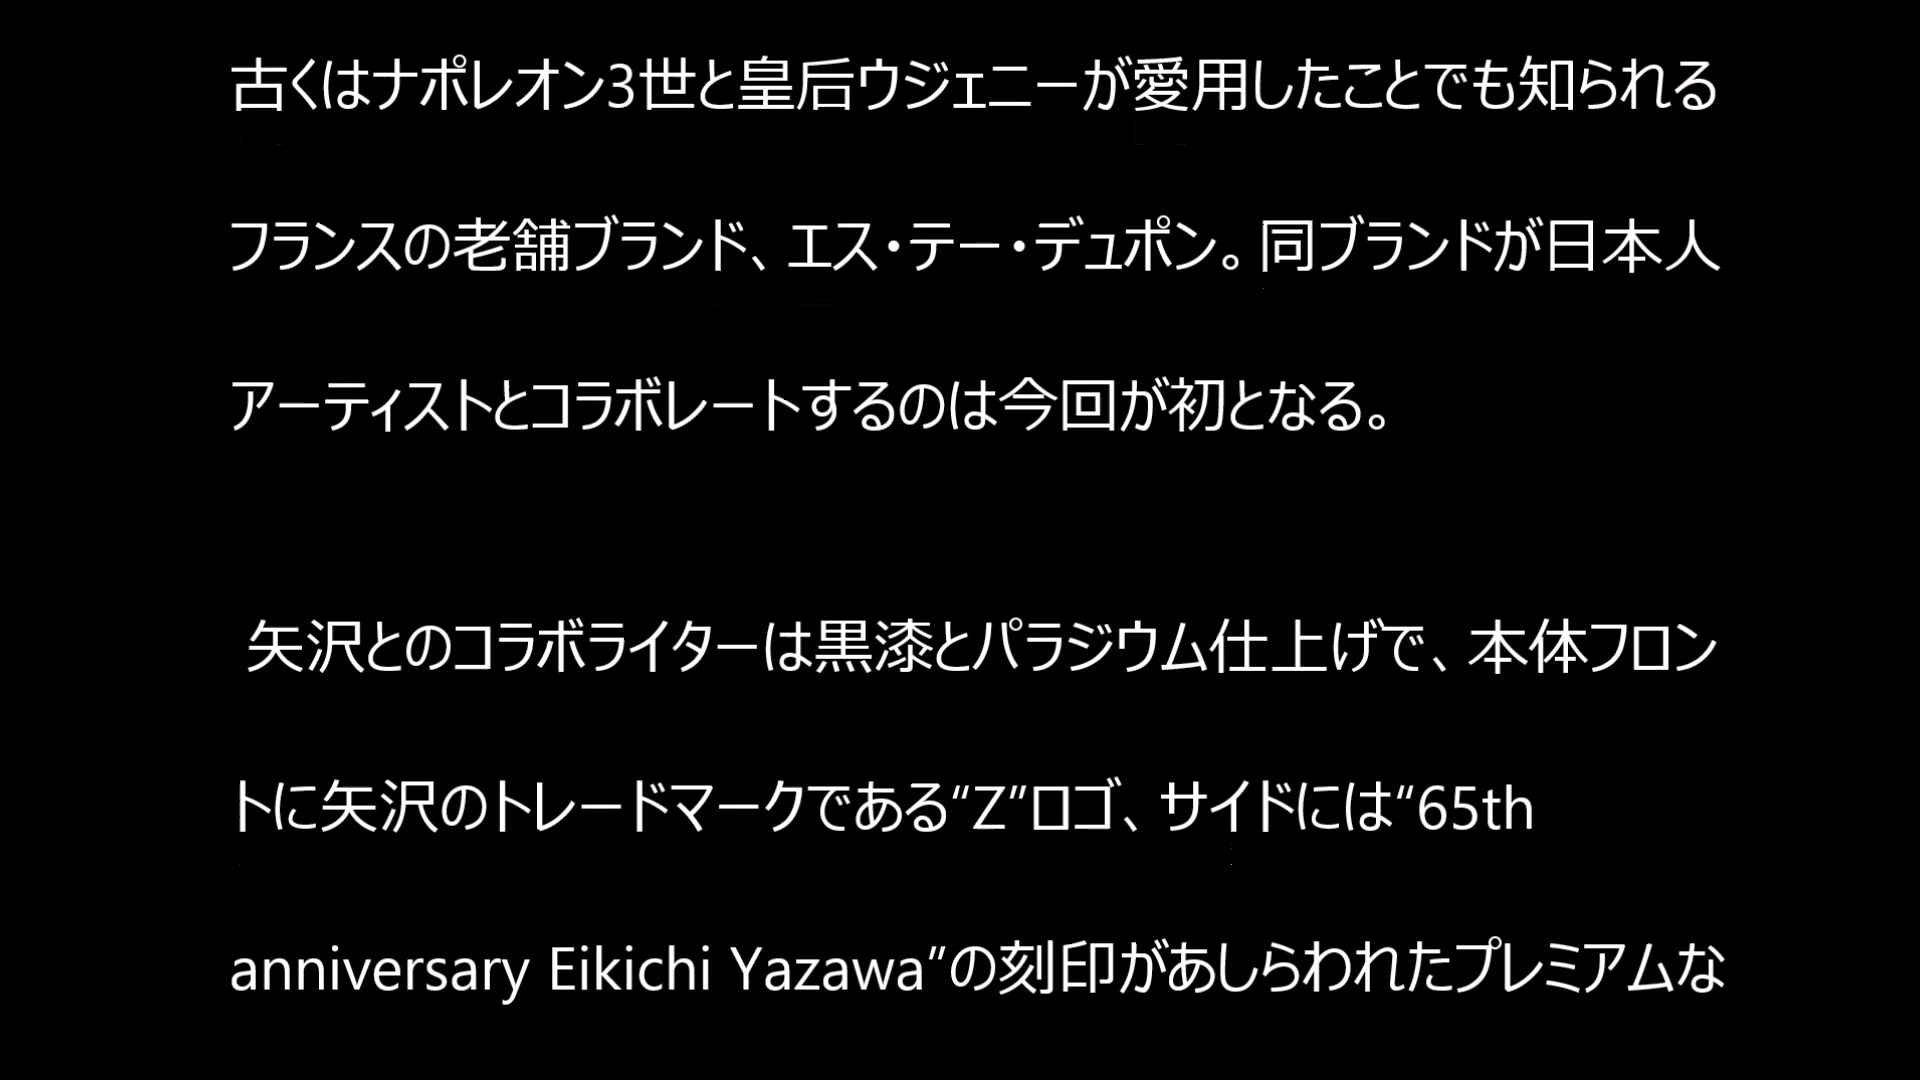 古くはナポレオン3世と皇后ウジェニーが愛用したことでも知られる
フランスの老舗ブランド、エス・テー・デュポン。同ブランドが日本人
アーティストとコラボレートするのは今回が初となる。
矢沢とのコラボライターは黒漆とパラジウム仕上げで、本体フロン
トに矢沢のトレードマークである“Z”ロゴ、サイドには“65th
anniversary Eikichi Yazawa”の刻印があしらわれたプレミアムな